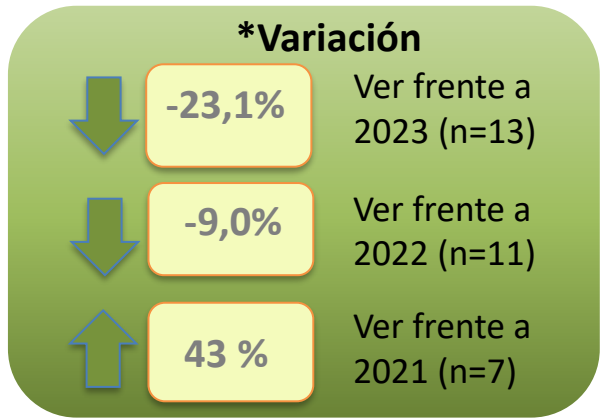 *Variación
-23,1%
Ver frente a
2023 (n=13)
-9,0%
Ver frente a
2022 (n=11)
43 %
Ver frente a
2021 (n=7)